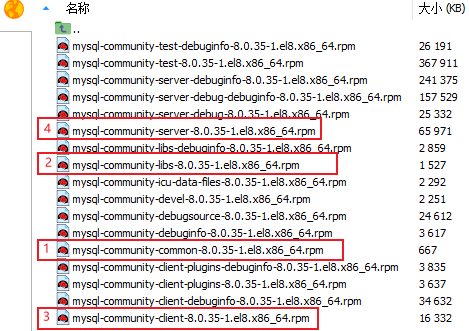 名称 大小 (KB)
..
mysql-community-test-debuginfo-8.0.35-1.el8.x86_64.rpm 26 191
mysql-community-test-8.0.35-1.el8.x86_64.rpm 367 911
mysql-community-server-debuginfo-8.0.35-1.el8.x86_64.rpm 241 375
mysql-community-server-debug-debuginfo-8.0.35-1.el8.x86_64.rpm 157 529
mysql-community-server-debug-8.0.35-1.el8.x86_64.rpm 25 332
4 mysql-community-server-8.0.35-1.el8.x86_64.rpm 65 971
mysql-community-libs-debuginfo-8.0.35-1.el8.x86_64.rpm 2 859
2 mysql-community-libs-8.0.35-1.el8.x86_64.rpm 1 527
mysql-community-icu-data-files-8.0.35-1.el8.x86_64.rpm 2 292
mysql-community-devel-8.0.35-1.el8.x86_64.rpm 2 251
mysql-community-debugsource-8.0.35-1.el8.x86_64.rpm 24 612
mysql-community-debuginfo-8.0.35-1.el8.x86_64.rpm 3 617
1 mysql-community-common-8.0.35-1.el8.x86_64.rpm 667
mysql-community-client-plugins-debuginfo-8.0.35-1.el8.x86_64.rpm 3 835
mysql-community-client-plugins-8.0.35-1.el8.x86_64.rpm 3 637
mysql-community-client-debuginfo-8.0.35-1.el8.x86_64.rpm 34 632
3 mysql-community-client-8.0.35-1.el8.x86_64.rpm 16 332